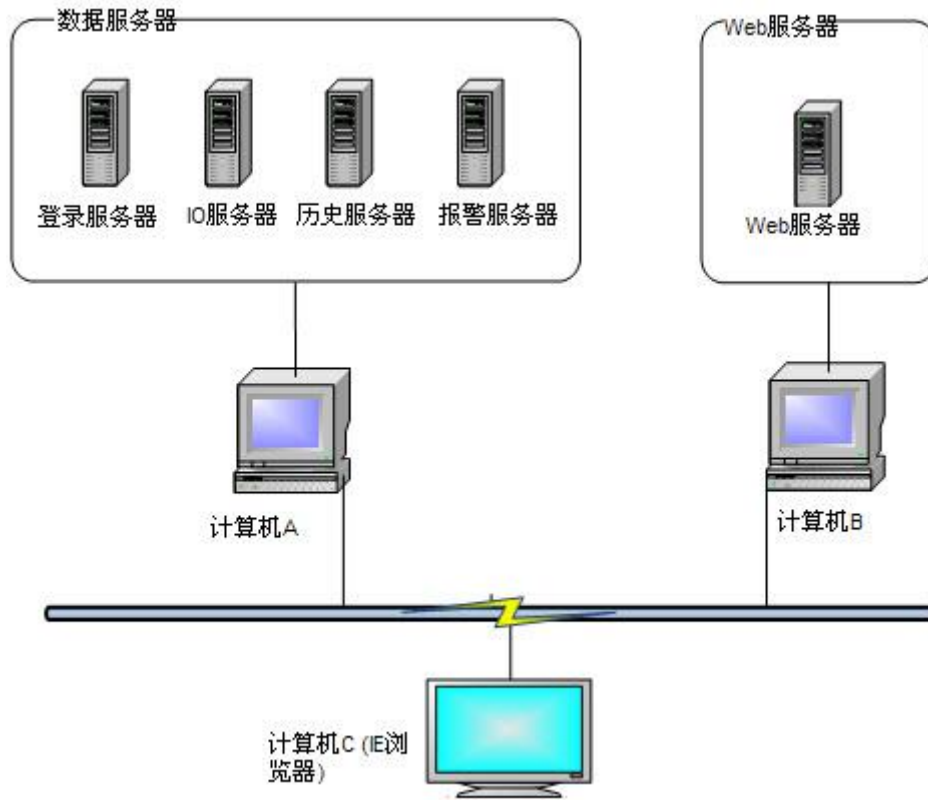 数据服务器
Web服务器
登录服务器
IO服务器
历史服务器
报警服务器
Web服务器
计算机A
计算机B
计算机C (IE浏
览器)